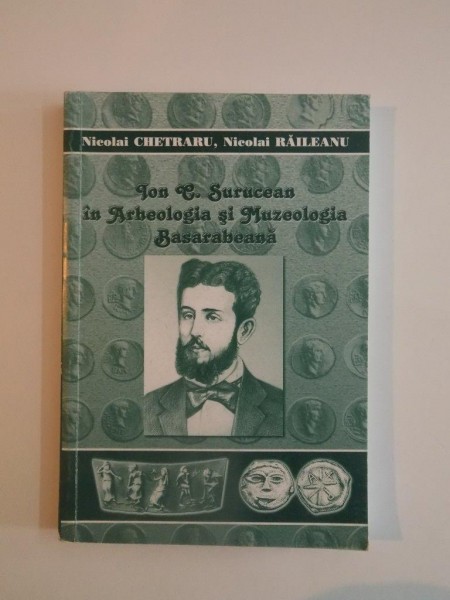 Nicolai CHETRARU, Nicolai RĂILEANU
Ion C. Surucean
în Arheologia şi Muzeologia
Basarabeană